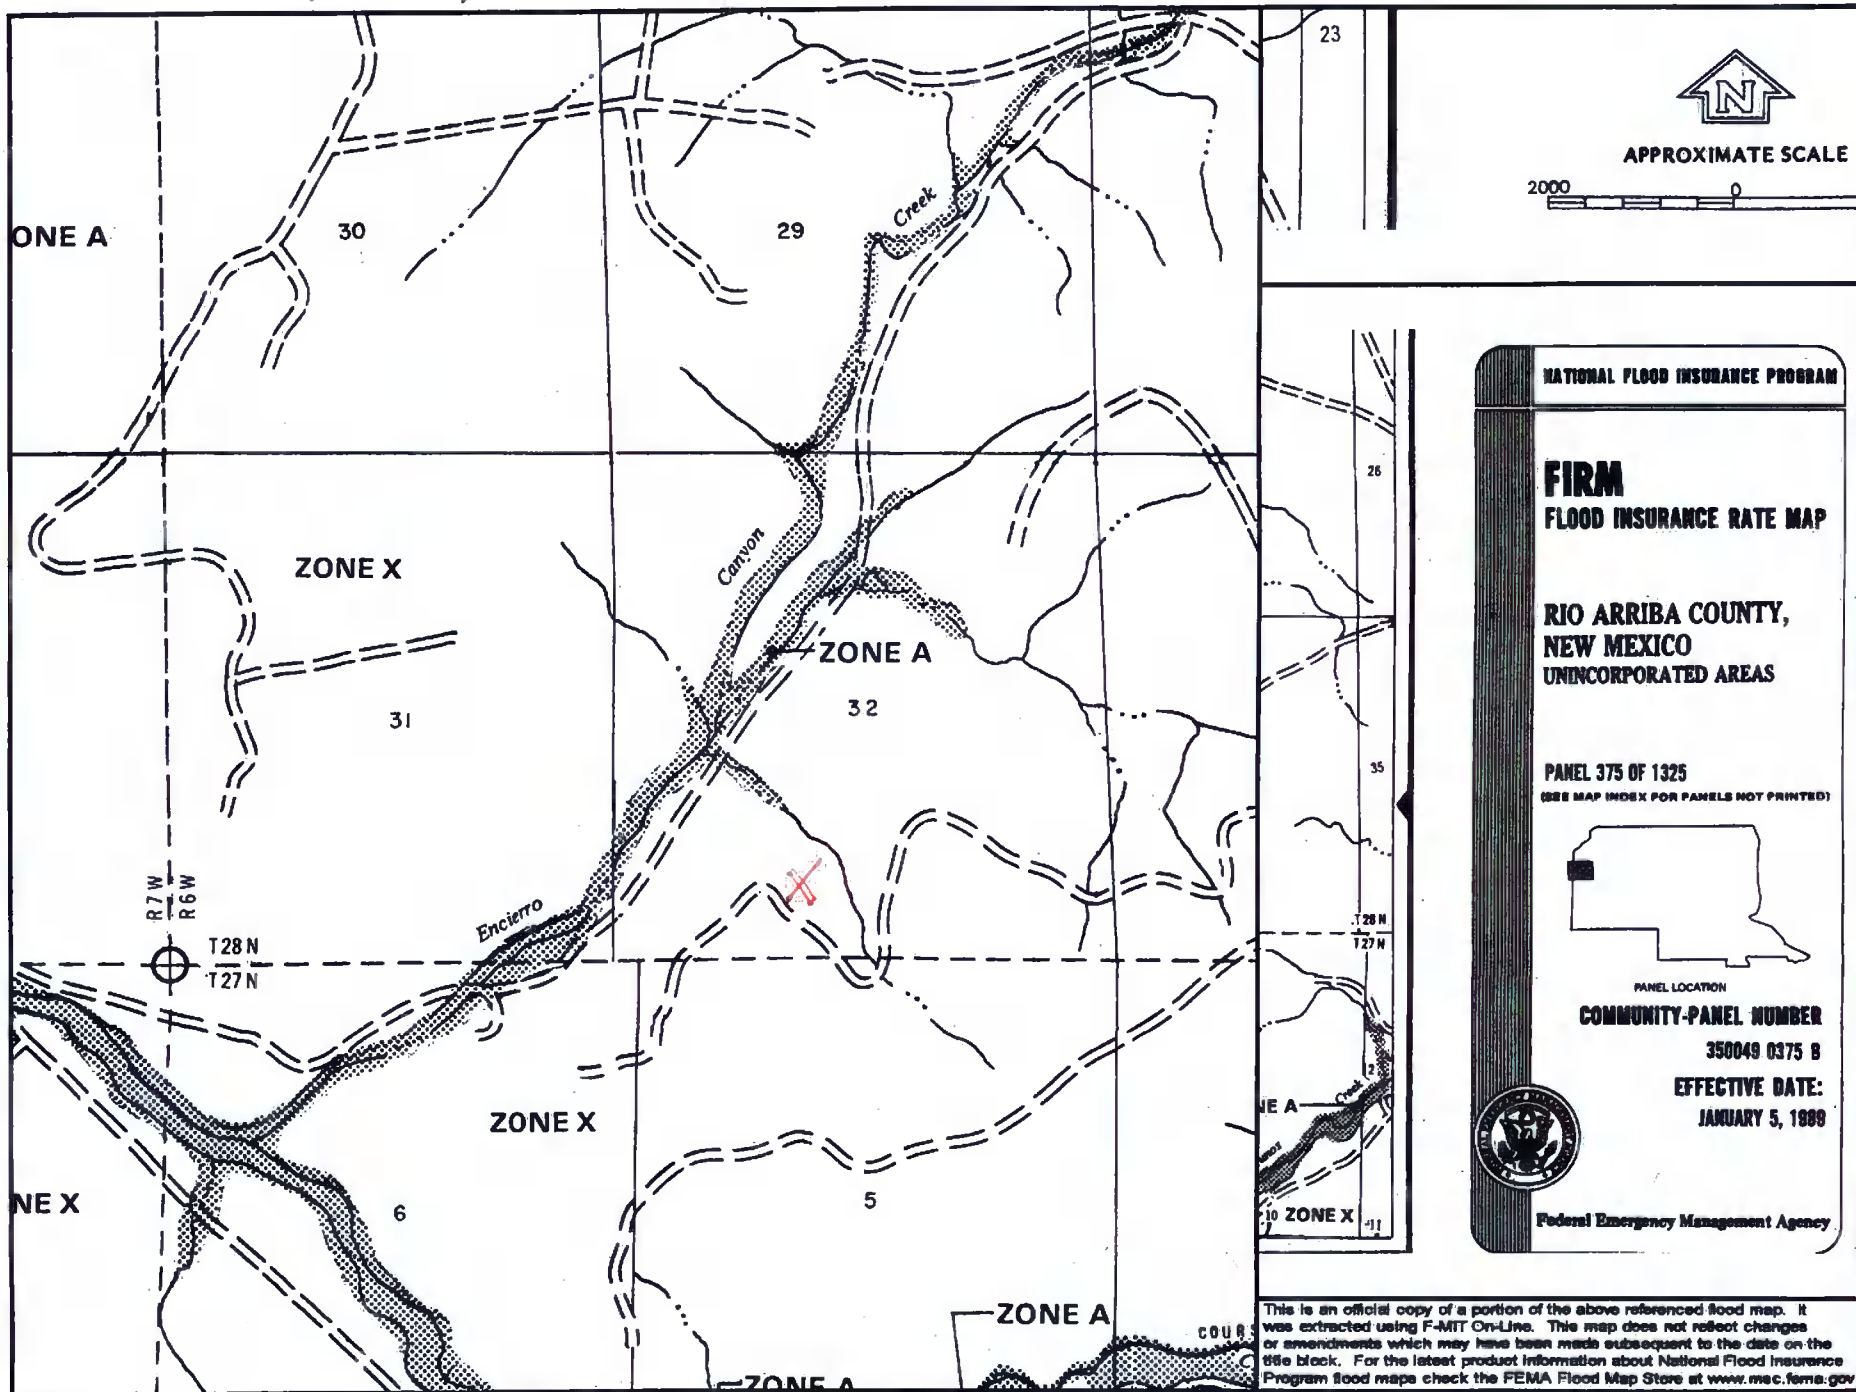 ONE A
30
29
Creek
ZONE X
Canyon
ZONE A
31
32
R7W
R6W
T28N
T27N
Encierro
ZONE X
NE X
6
5
ZONE A
COURS
ZONE A
23
26
35
T28N
T27N
2
NE A
Creek
10 ZONE X 11
N
APPROXIMATE SCALE
2000 0
NATIONAL FLOOD INSURANCE PROGRAM
FIRM
FLOOD INSURANCE RATE MAP
RIO ARRIBA COUNTY,
NEW MEXICO
UNINCORPORATED AREAS
PANEL 375 OF 1325
(SEE MAP INDEX FOR PANELS NOT PRINTED)
PANEL LOCATION
COMMUNITY-PANEL NUMBER
350049 0375 B
EFFECTIVE DATE:
JANUARY 5, 1989
Federal Emergency Management Agency
This is an official copy of a portion of the above referenced flood map. It
was extracted using F-MIT On-Line. This map does not reflect changes
or amendments which may have been made subsequent to the date on the
title block. For the latest product information about National Flood Insurance
Program flood maps check the FEMA Flood Map Store at www.msc.fema.gov